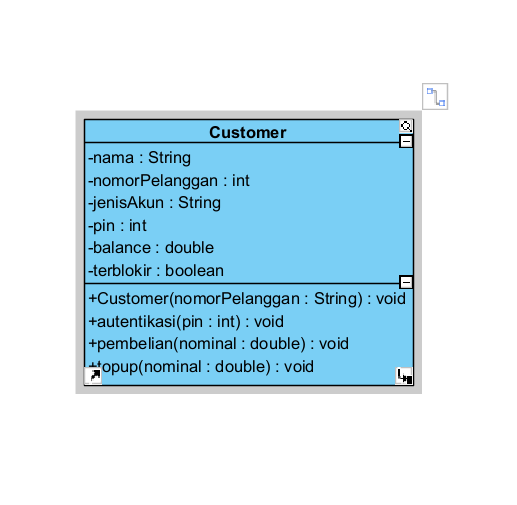 Customer
-nama : String
-nomorPelanggan : int
-jenisAkun : String
-pin : int
-balance : double
-terblokir : boolean
+Customer(nomorPelanggan : String) : void
+autentikasi(pin : int) : void
+pembelian(nominal : double) : void
+topup(nominal : double) : void